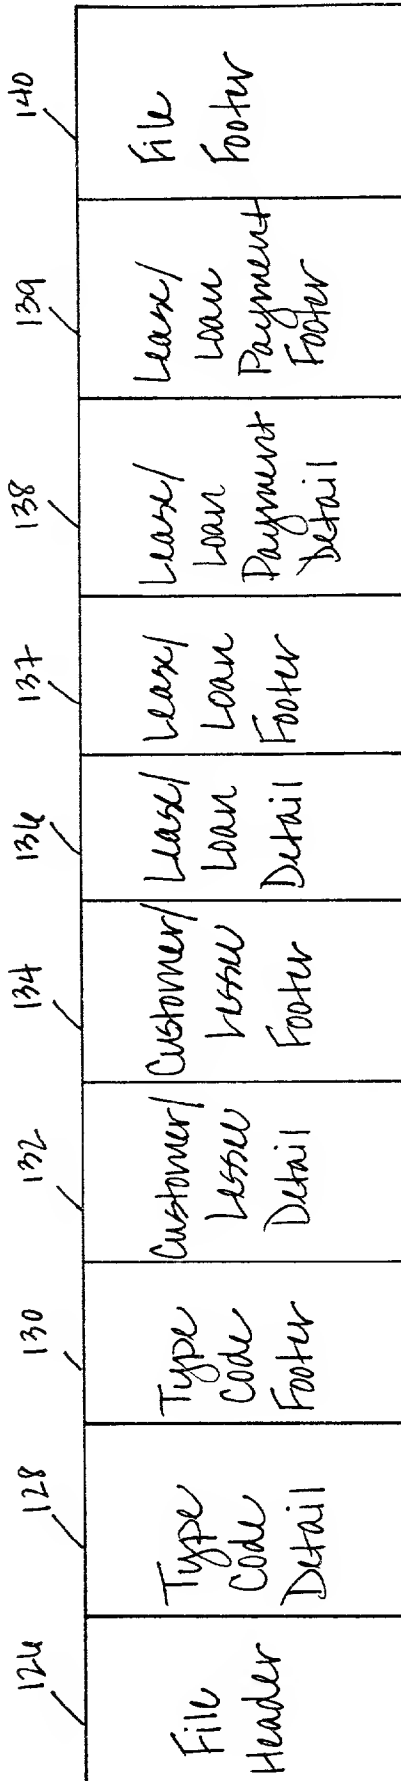 126
128
130
132
134
136
137
138
139
140
File
Header
Type
Code
Detail
Type
Code
Footer
Customer/
Lessee
Detail
Customer/
Lessee
Footer
Lease/
Loan
Detail
Lease/
Loan
Footer
Lease/
Loan
Payment
Detail
Lease/
Loan
Payment
Footer
File
Footer